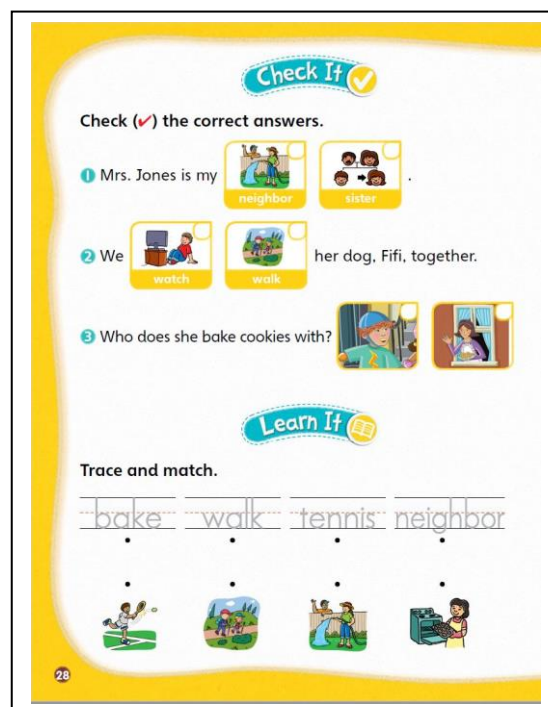 Check It
Check (✔) the correct answers.
1 Mrs. Jones is my neighbor sister .
2 We watch walk her dog, Fifi, together.
3 Who does she bake cookies with?
Learn It
Trace and match.
bake walk tennis neighbor
28